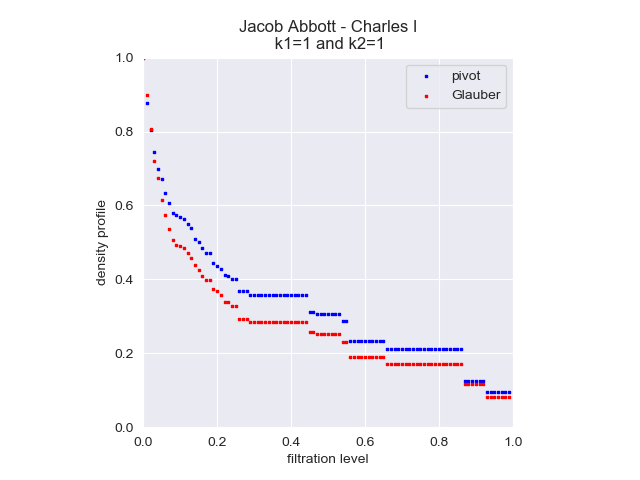 Jacob Abbott - Charles I
k1=1 and k2=1
pivot
Glauber
density profile
1.0
0.8
0.6
0.4
0.2
0.0
0.0 0.2 0.4 0.6 0.8 1.0
filtration level